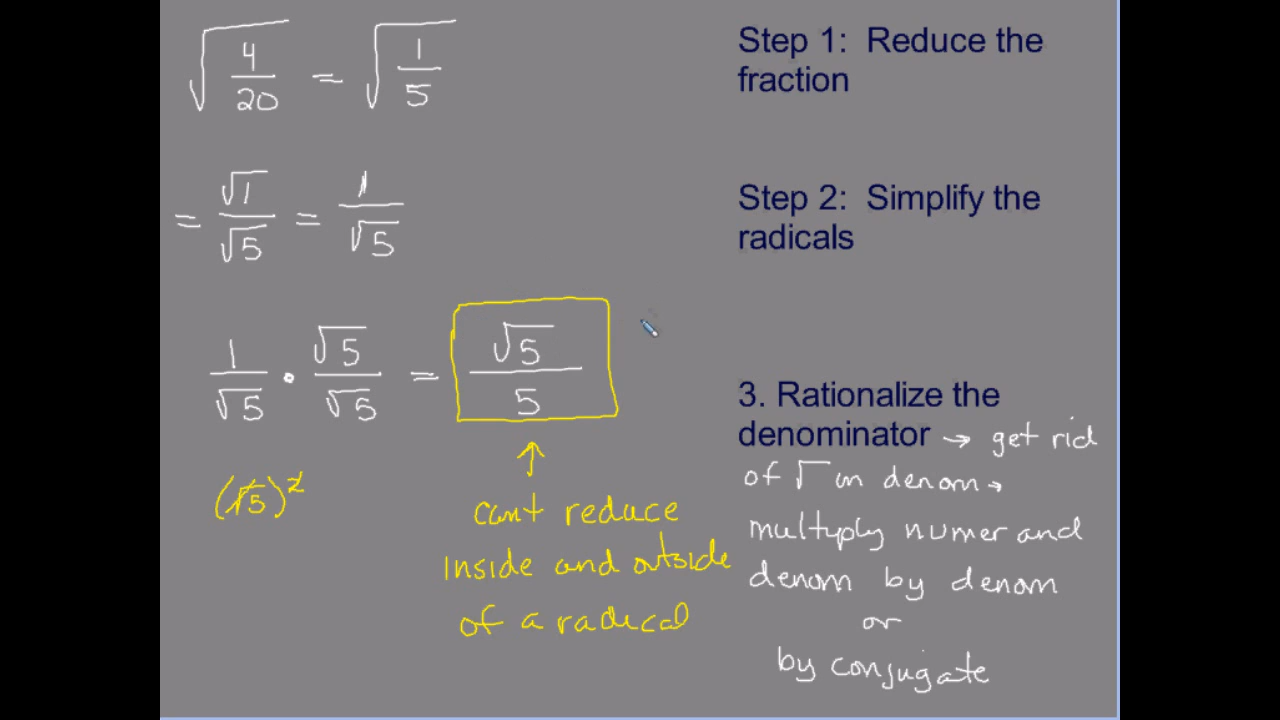 √(4/20) = √(1/5)
Step 1: Reduce the
fraction
= √1/√5 = 1/√5
Step 2: Simplify the
radicals
1/√5 · √5/√5 = √5/5
3. Rationalize the
denominator → get rid
of √ in denom →
multiply numer and
denom by denom
or
by conjugate
(√5)²
↑
cant reduce
inside and outside
of a radical